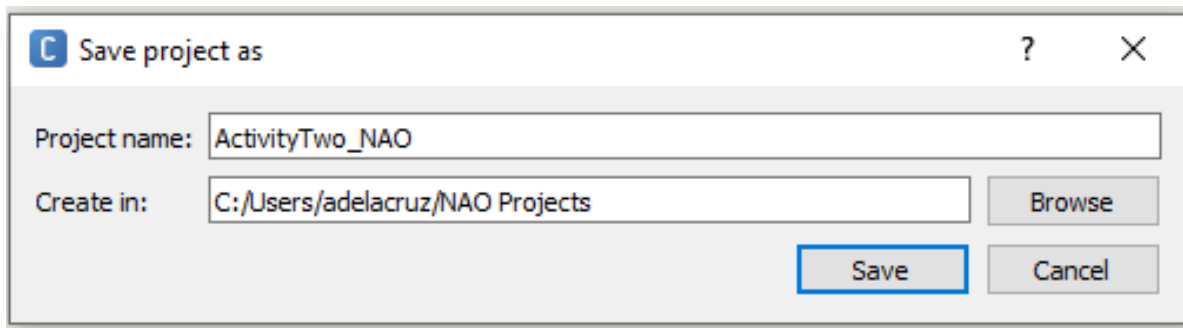 C Save project as ? X
Project name: ActivityTwo_NAO
Create in: C:/Users/adelacruz/NAO Projects Browse
Save Cancel